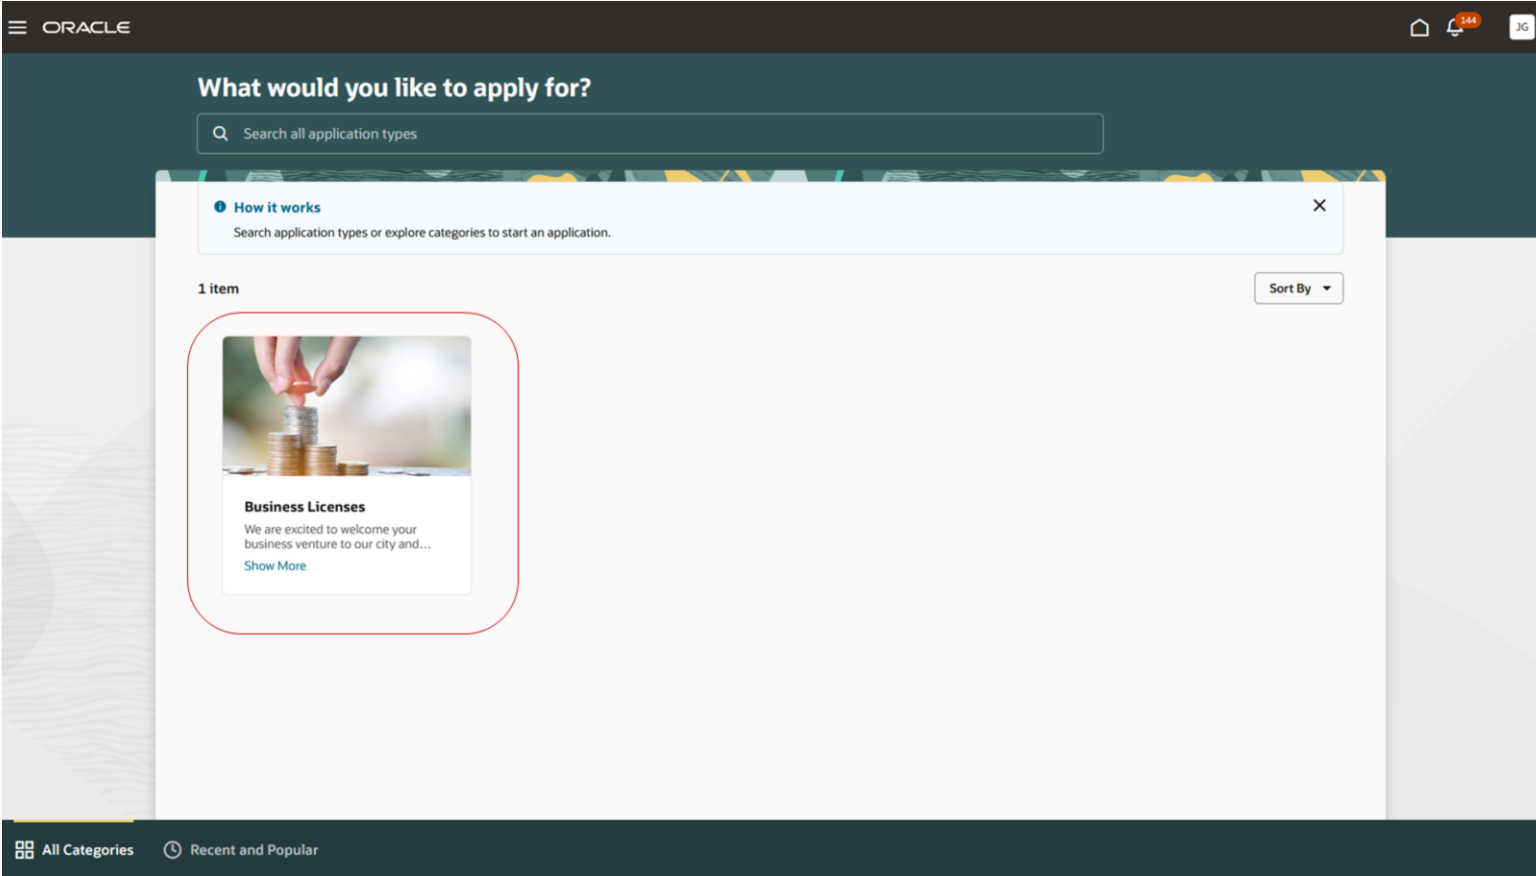 ORACLE
144
JG
What would you like to apply for?
Search all application types
How it works
Search application types or explore categories to start an application.
1 item
Sort By
Business Licenses
We are excited to welcome your
business venture to our city and...
Show More
All Categories
Recent and Popular